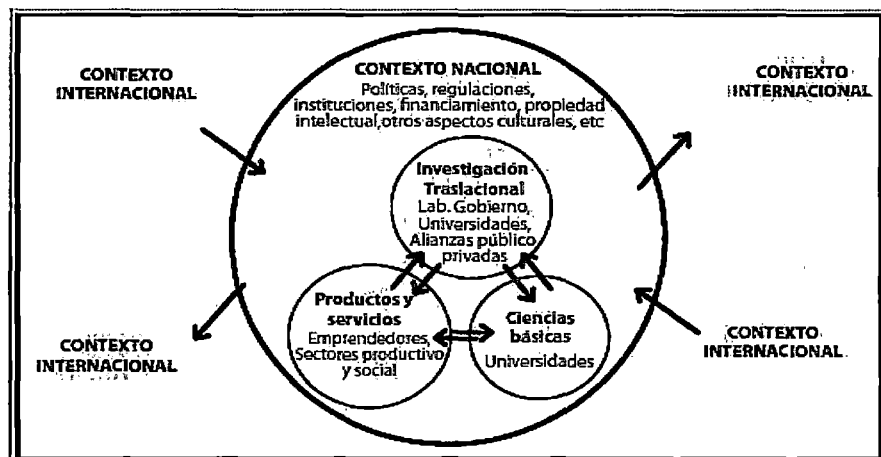 CONTEXTO
INTERNACIONAL
CONTEXTO NACIONAL
Políticas, regulaciones,
instituciones, financiamiento, propiedad
intelectual, otros aspectos culturales, etc
CONTEXTO
INTERNACIONAL
Investigación
Traslacional
Lab. Gobierno,
Universidades,
Alianzas público
privadas
Productos y
servicios
Emprendedores,
Sectores productivo
y social
Ciencias
básicas
Universidades
CONTEXTO
INTERNACIONAL
CONTEXTO
INTERNACIONAL